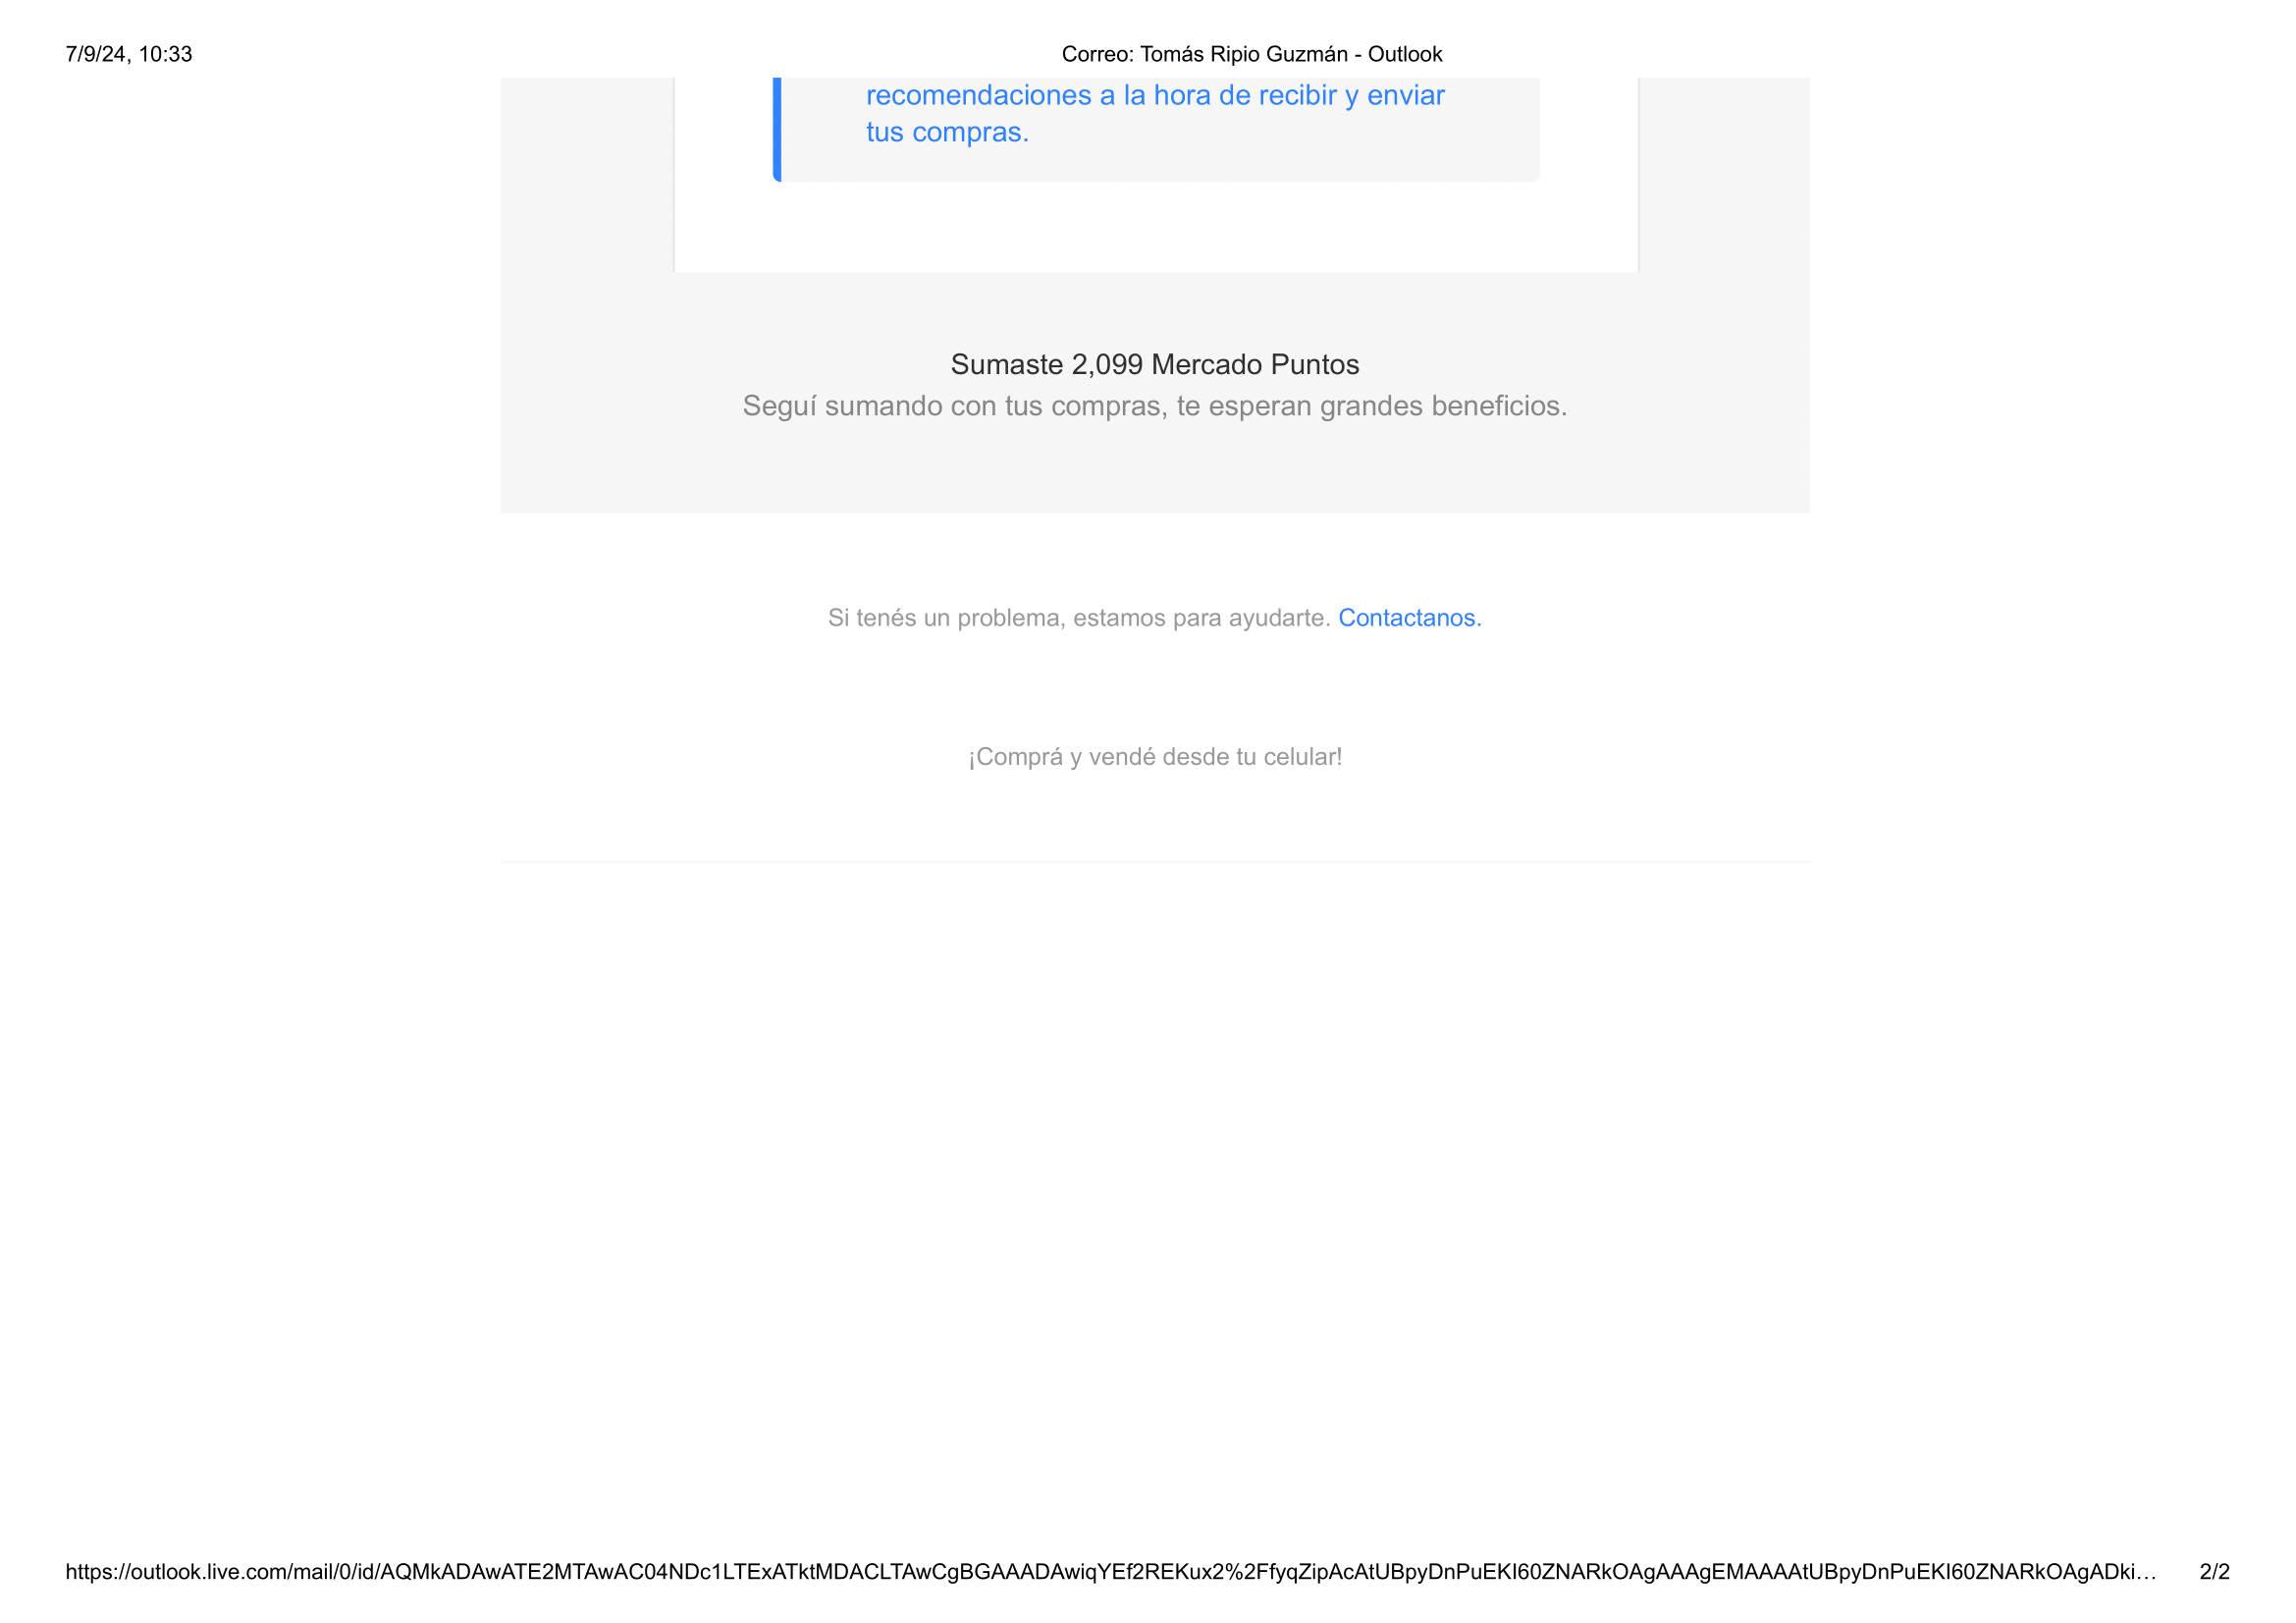 7/9/24, 10:33
Correo: Tomás Ripio Guzmán - Outlook
recomendaciones a la hora de recibir y enviar
tus compras.
Sumaste 2,099 Mercado Puntos
Seguí sumando con tus compras, te esperan grandes beneficios.
Si tenés un problema, estamos para ayudarte. Contactanos.
¡Comprá y vendé desde tu celular!
https://outlook.live.com/mail/0/id/AQMkADAwATE2MTAwAC04NDc1LTExATktMDACLTAwCgBGAAADAwiqYEf2REKux2%2FfyqZipAcAtUBpyDnPuEKI60ZNARkOAgAAAgEMAAAAtUBpyDnPuEKI60ZNARkOAgADki…
2/2